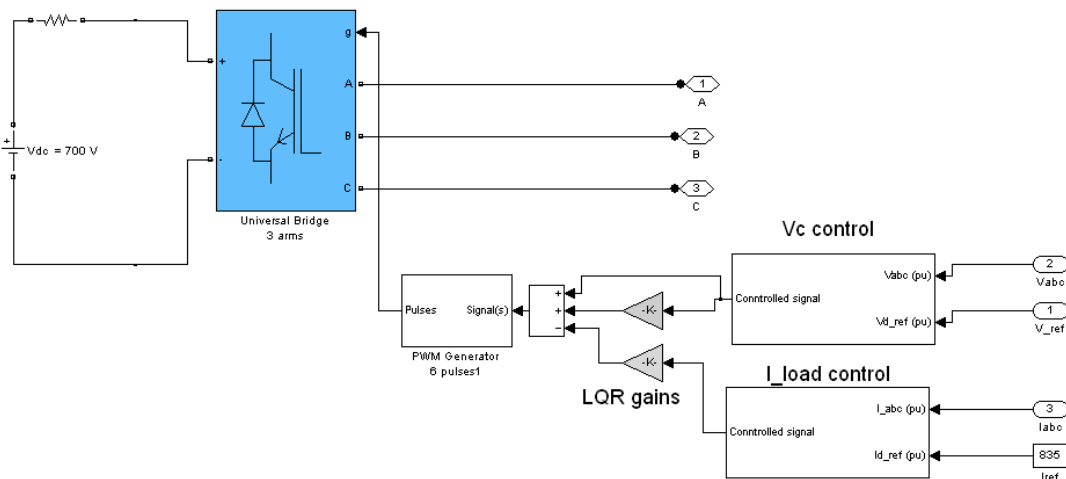 g
+
A
1
A
+
Vdc = 700 V
B
2
B
-
C
3
C
Universal Bridge
3 arms
Vc control
Vabc (pu)
2
Vabc
Pulses
Signal(s)
+
+
-K-
Conntrolled signal
−
Vd_ref (pu)
1
V_ref
PWM Generator
6 pulses1
-K-
I_load control
LQR gains
I_abc (pu)
3
Iabc
Conntrolled signal
Id_ref (pu)
835
Iref